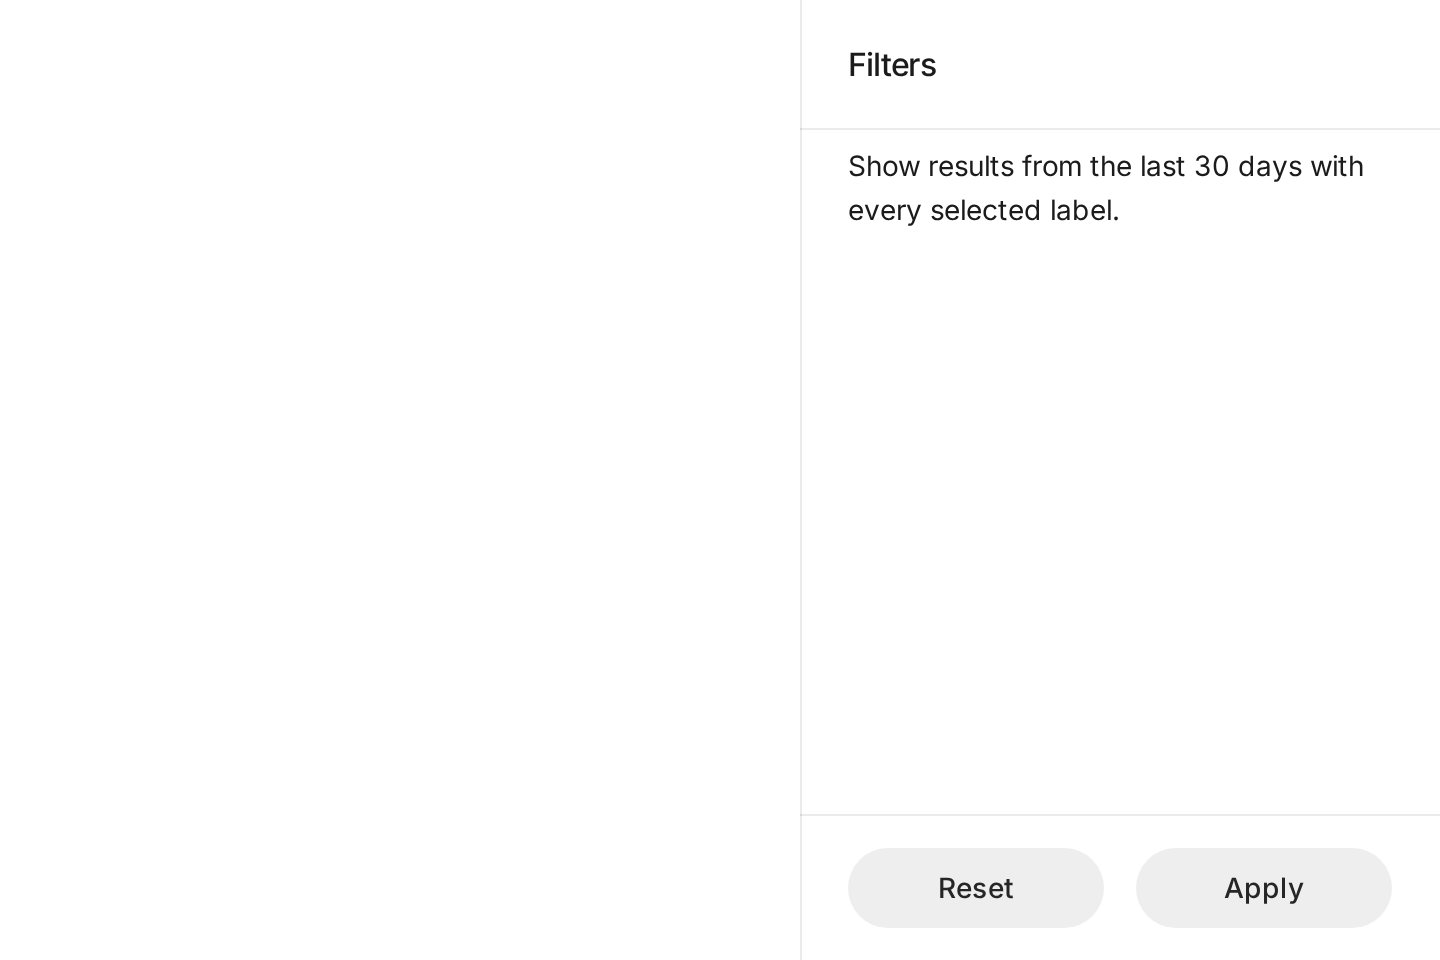 Filters
Show results from the last 30 days with
every selected label.
Reset
Apply